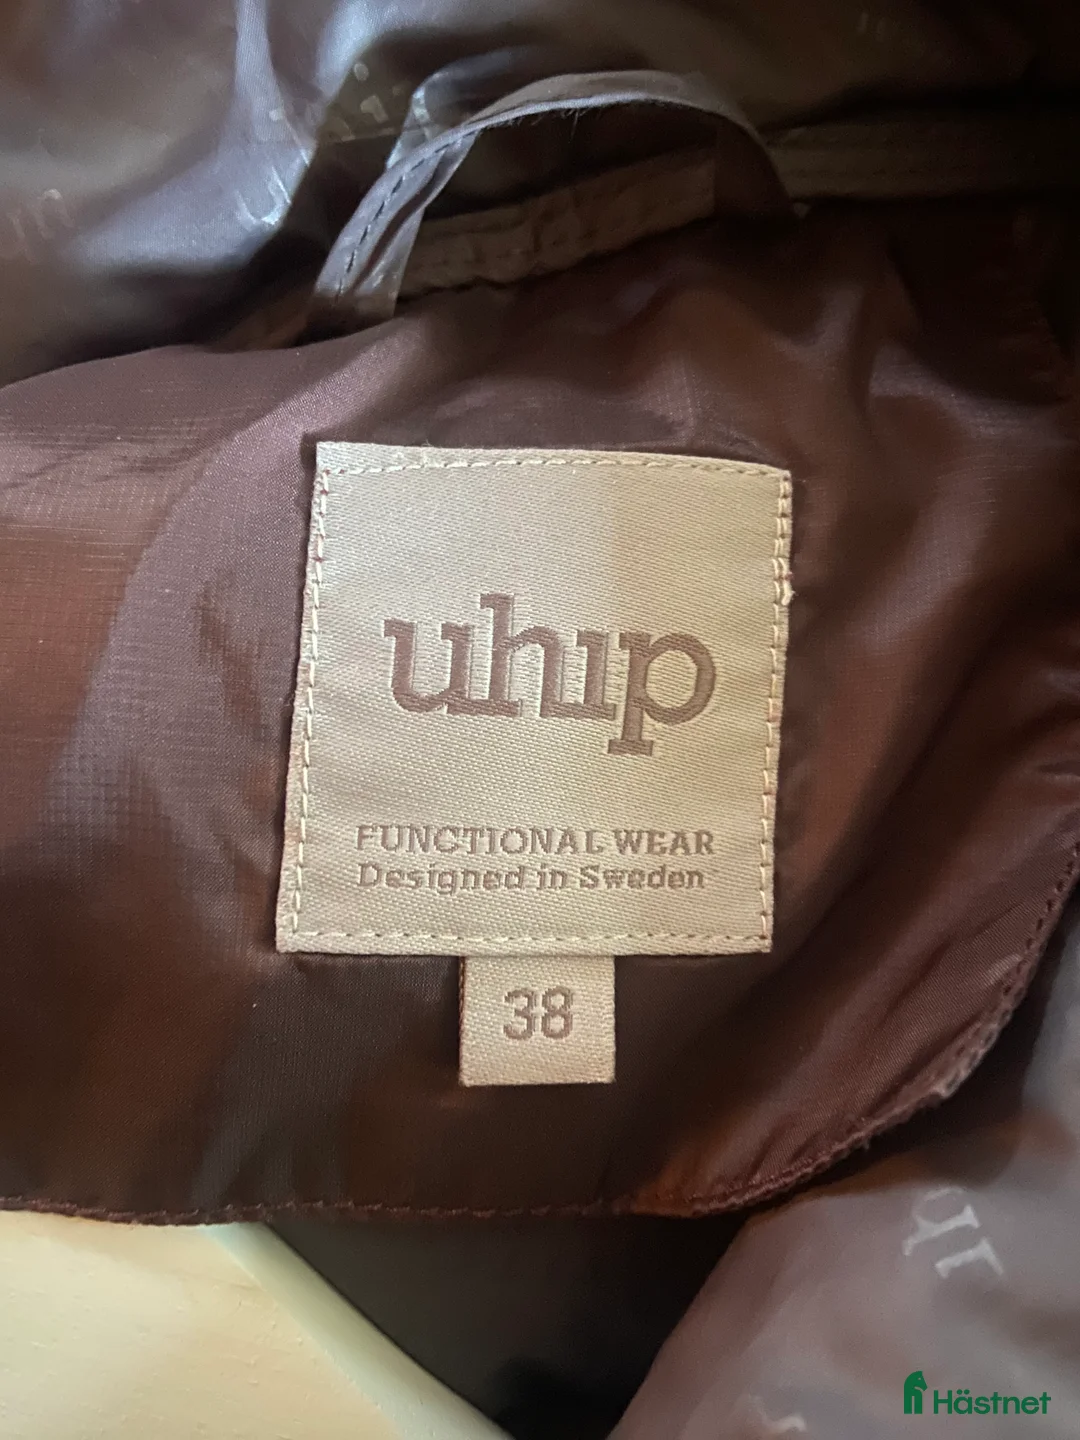 uhip
FUNCTIONAL WEAR
Designed in Sweden
38
Hästnet